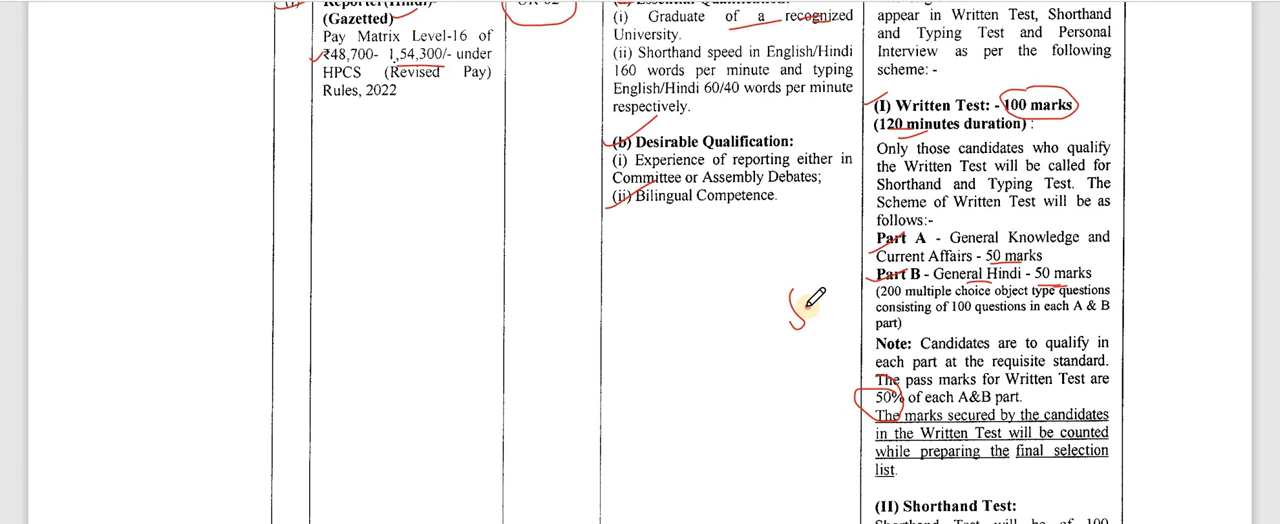 Reporter(Hindi)
(Gazetted)
Pay Matrix Level-16 of
₹48,700- 1,54,300/- under
HPCS (Revised Pay)
Rules, 2022
(i) Graduate of a recognized
University.
(ii) Shorthand speed in English/Hindi
160 words per minute and typing
English/Hindi 60/40 words per minute
respectively.
(b) Desirable Qualification:
(i) Experience of reporting either in
Committee or Assembly Debates;
(ii) Bilingual Competence.
appear in Written Test, Shorthand
and Typing Test and Personal
Interview as per the following
scheme: -
(I) Written Test: - 100 marks
(120 minutes duration) :
Only those candidates who qualify
the Written Test will be called for
Shorthand and Typing Test. The
Scheme of Written Test will be as
follows:-
Part A - General Knowledge and
Current Affairs - 50 marks
Part B - General Hindi - 50 marks
(200 multiple choice object type questions
consisting of 100 questions in each A & B
part)
Note: Candidates are to qualify in
each part at the requisite standard.
The pass marks for Written Test are
50% of each A&B part.
The marks secured by the candidates
in the Written Test will be counted
while preparing the final selection
list.
(II) Shorthand Test:
Shorthand Test will be of 100